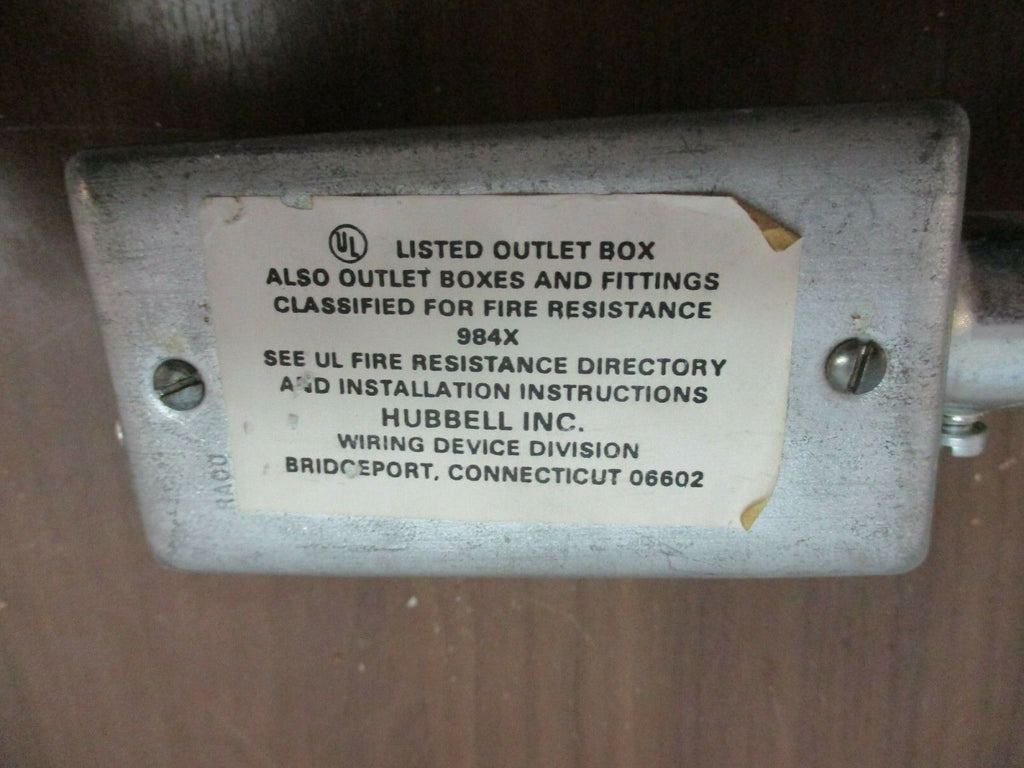 UL LISTED OUTLET BOX
ALSO OUTLET BOXES AND FITTINGS
CLASSIFIED FOR FIRE RESISTANCE
984X
SEE UL FIRE RESISTANCE DIRECTORY
AND INSTALLATION INSTRUCTIONS
HUBBELL INC.
WIRING DEVICE DIVISION
BRIDGEPORT, CONNECTICUT 06602
RACO